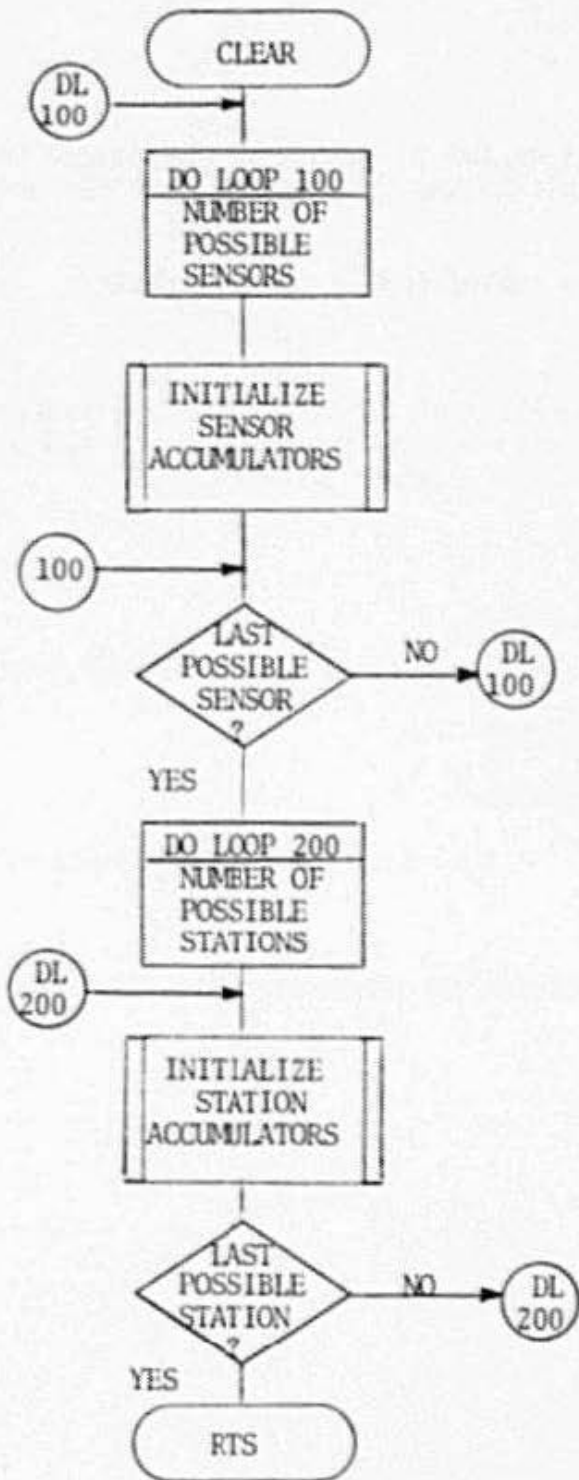 CLEAR
DL
100
DO LOOP 100
NUMBER OF
POSSIBLE
SENSORS
INITIALIZE
SENSOR
ACCUMULATORS
100
LAST
POSSIBLE
SENSOR
?
NO
DL
100
YES
DO LOOP 200
NUMBER OF
POSSIBLE
STATIONS
DL
200
INITIALIZE
STATION
ACCUMULATORS
LAST
POSSIBLE
STATION
?
NO
DL
200
YES
RTS